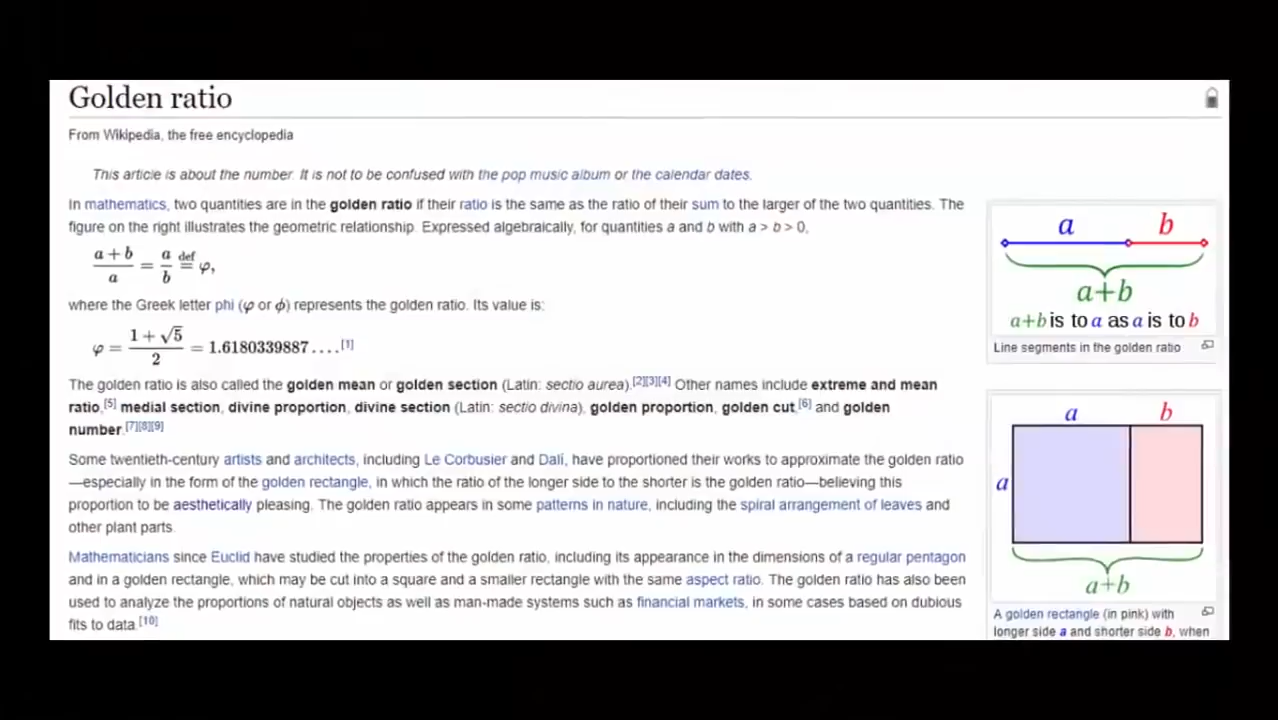 Golden ratio
From Wikipedia, the free encyclopedia
This article is about the number. It is not to be confused with the pop music album or the calendar dates.
In mathematics, two quantities are in the golden ratio if their ratio is the same as the ratio of their sum to the larger of the two quantities. The
figure on the right illustrates the geometric relationship. Expressed algebraically, for quantities a and b with a > b > 0,
(a + b)/a = a/b def= φ,
where the Greek letter phi (φ or ϕ) represents the golden ratio. Its value is:
φ = (1 + √5)/2 = 1.6180339887....[1]
The golden ratio is also called the golden mean or golden section (Latin: sectio aurea).[2][3][4] Other names include extreme and mean
ratio,[5] medial section, divine proportion, divine section (Latin: sectio divina), golden proportion, golden cut,[6] and golden
number.[7][8][9]
Some twentieth-century artists and architects, including Le Corbusier and Dalí, have proportioned their works to approximate the golden ratio
—especially in the form of the golden rectangle, in which the ratio of the longer side to the shorter is the golden ratio—believing this
proportion to be aesthetically pleasing. The golden ratio appears in some patterns in nature, including the spiral arrangement of leaves and
other plant parts.
Mathematicians since Euclid have studied the properties of the golden ratio, including its appearance in the dimensions of a regular pentagon
and in a golden rectangle, which may be cut into a square and a smaller rectangle with the same aspect ratio. The golden ratio has also been
used to analyze the proportions of natural objects as well as man-made systems such as financial markets, in some cases based on dubious
fits to data.[10]
a b
a+b
a+b is to a as a is to b
Line segments in the golden ratio
a b
a
a+b
A golden rectangle (in pink) with
longer side a and shorter side b, when